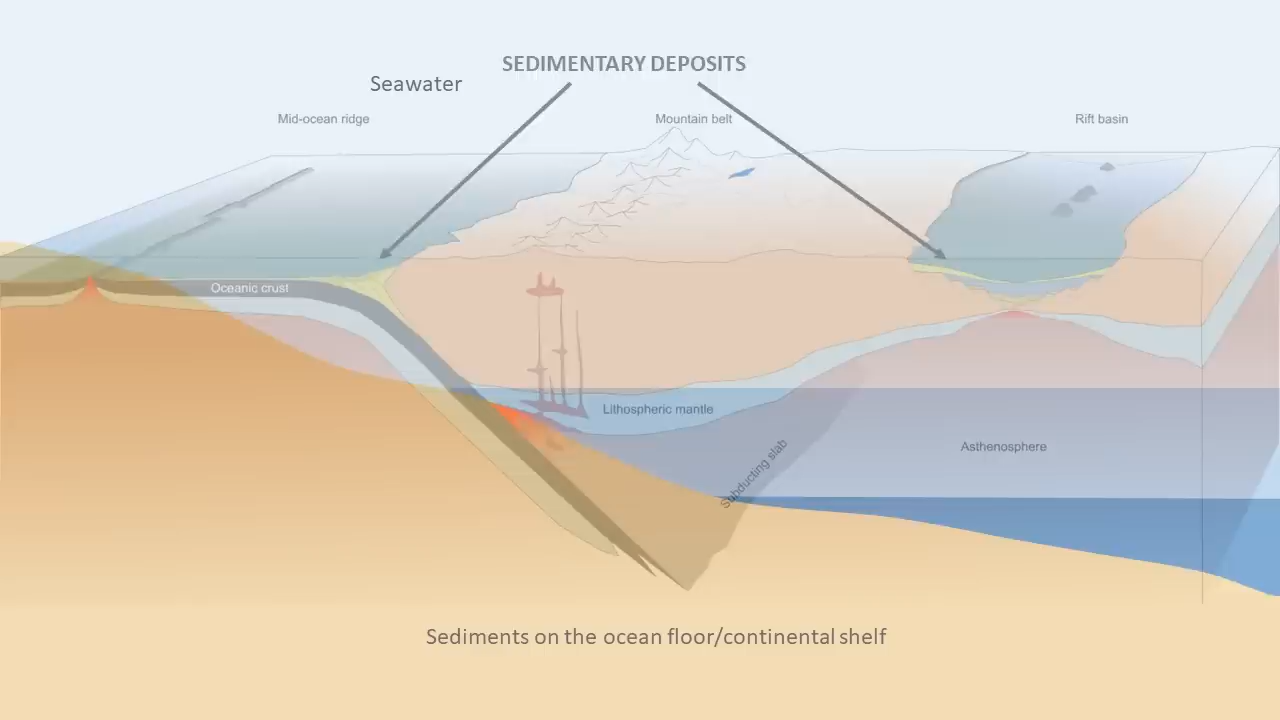 SEDIMENTARY DEPOSITS
Seawater
Mid-ocean ridge
Mountain belt
Rift basin
Oceanic crust
Lithospheric mantle
Asthenosphere
Subducting slab
Sediments on the ocean floor/continental shelf